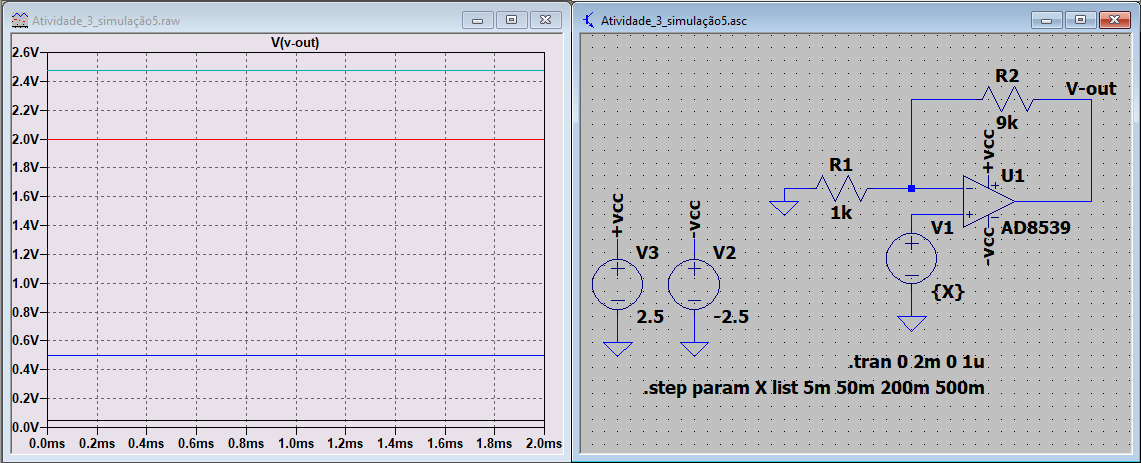 Atividade_3_simulação5.raw
V(v-out)
2.6V
2.4V
2.2V
2.0V
1.8V
1.6V
1.4V
1.2V
1.0V
0.8V
0.6V
0.4V
0.2V
0.0V
0.0ms 0.2ms 0.4ms 0.6ms 0.8ms 1.0ms 1.2ms 1.4ms 1.6ms 1.8ms 2.0ms
Atividade_3_simulação5.asc
R2
V-out
9k
+vcc
R1
U1
1k
AD8539
-vcc
V1
{X}
+vcc
-vcc
V3
V2
2.5
-2.5
.tran 0 2m 0 1u
.step param X list 5m 50m 200m 500m